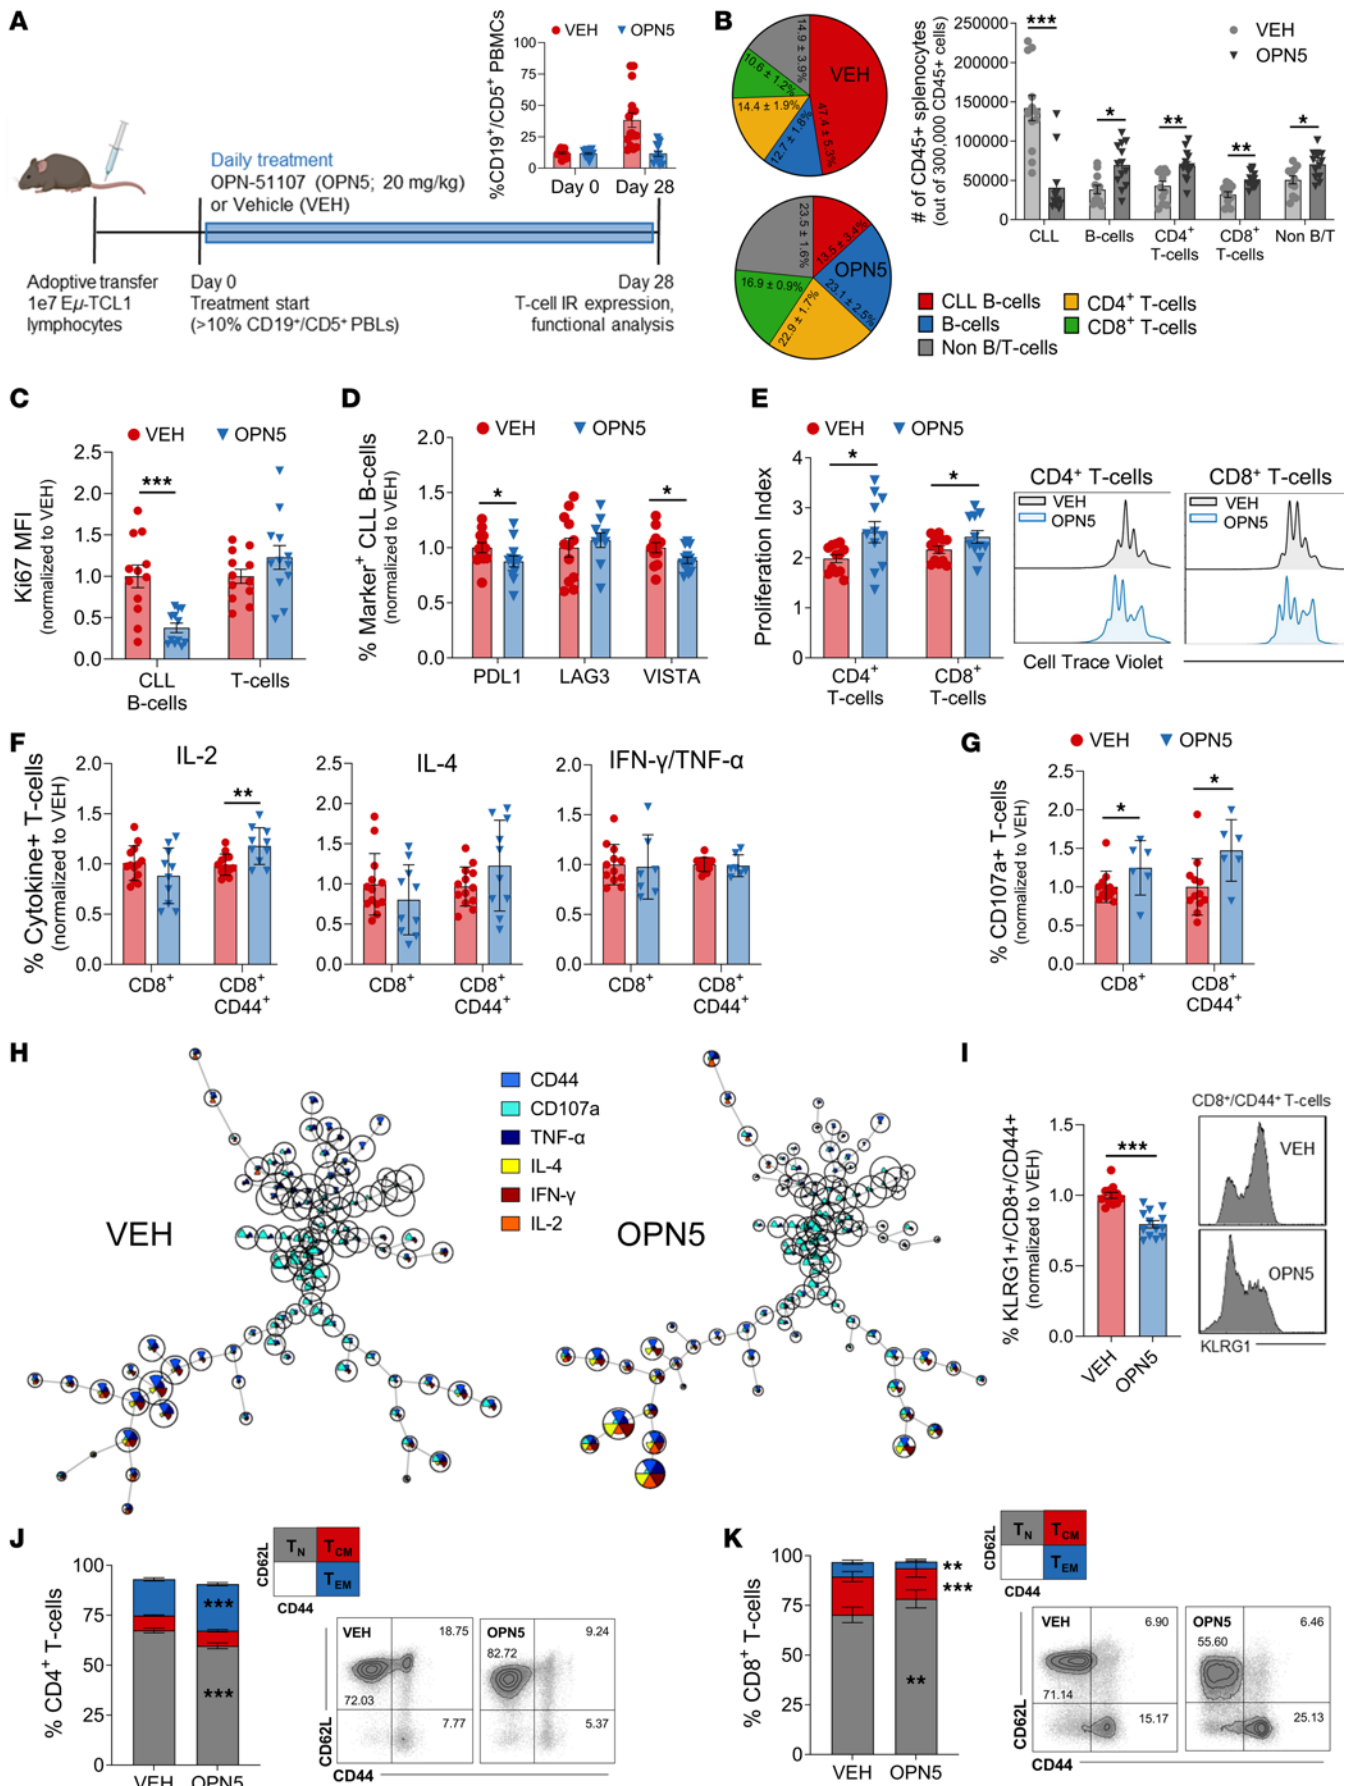 A
%CD19⁺/CD5⁺ PBMCs
VEH OPN5
100
75
50
25
0
Day 0 Day 28
Daily treatment
OPN-51107 (OPN5; 20 mg/kg)
or Vehicle (VEH)
Adoptive transfer
1e7 Eµ-TCL1
lymphocytes
Day 0
Treatment start
(>10% CD19⁺/CD5⁺ PBLs)
Day 28
T-cell IR expression,
functional analysis
B
VEH
14.9 ± 3.9%
10.6 ± 1.2%
14.4 ± 1.9%
12.7 ± 1.8%
47.4 ± 5.3%
OPN5
23.5 ± 1.6%
13.5 ± 3.4%
16.9 ± 0.9%
22.9 ± 1.7%
23.1 ± 2.5%
# of CD45+ splenocytes
(out of 300,000 CD45+ cells)
250000
200000
150000
100000
50000
0
VEH
OPN5
*** * ** ** *
CLL B-cells CD4⁺ T-cells CD8⁺ T-cells Non B/T
CLL B-cells CD4⁺ T-cells
B-cells CD8⁺ T-cells
Non B/T-cells
C
VEH OPN5
Ki67 MFI
(normalized to VEH)
2.5
2.0
1.5
1.0
0.5
0.0
***
CLL
B-cells
T-cells
D
VEH OPN5
% Marker⁺ CLL B-cells
(normalized to VEH)
2.0
1.5
1.0
0.5
0.0
* *
PDL1 LAG3 VISTA
E
VEH OPN5
Proliferation Index
4
3
2
1
0
* *
CD4⁺
T-cells
CD8⁺
T-cells
CD4⁺ T-cells
VEH
OPN5
CD8⁺ T-cells
VEH
OPN5
Cell Trace Violet
F
% Cytokine+ T-cells
(normalized to VEH)
IL-2
2.0
1.5
1.0
0.5
0.0
**
CD8⁺ CD8⁺
CD44⁺
IL-4
2.5
2.0
1.5
1.0
0.5
0.0
CD8⁺ CD8⁺
CD44⁺
IFN-γ/TNF-α
2.0
1.5
1.0
0.5
0.0
CD8⁺ CD8⁺
CD44⁺
G
VEH OPN5
% CD107a+ T-cells
(normalized to VEH)
2.5
2.0
1.5
1.0
0.5
0.0
* *
CD8⁺ CD8⁺
CD44⁺
H
VEH
CD44
CD107a
TNF-α
IL-4
IFN-γ
IL-2
OPN5
I
% KLRG1+/CD8+/CD44+
(normalized to VEH)
1.5
1.0
0.5
0.0
***
VEH OPN5
CD8⁺/CD44⁺ T-cells
VEH
OPN5
KLRG1
J
% CD4⁺ T-cells
100
75
50
25
0
***
***
VEH OPN5
CD62L
T_N T_CM
T_EM
CD44
VEH 18.75
72.03
7.77
OPN5 9.24
82.72
5.37
CD62L
CD44
K
% CD8⁺ T-cells
100
75
50
25
0
**
***
**
VEH OPN5
CD62L
T_N T_CM
T_EM
CD44
VEH 6.90
71.14
15.17
OPN5 6.46
55.60
25.13
CD62L
CD44